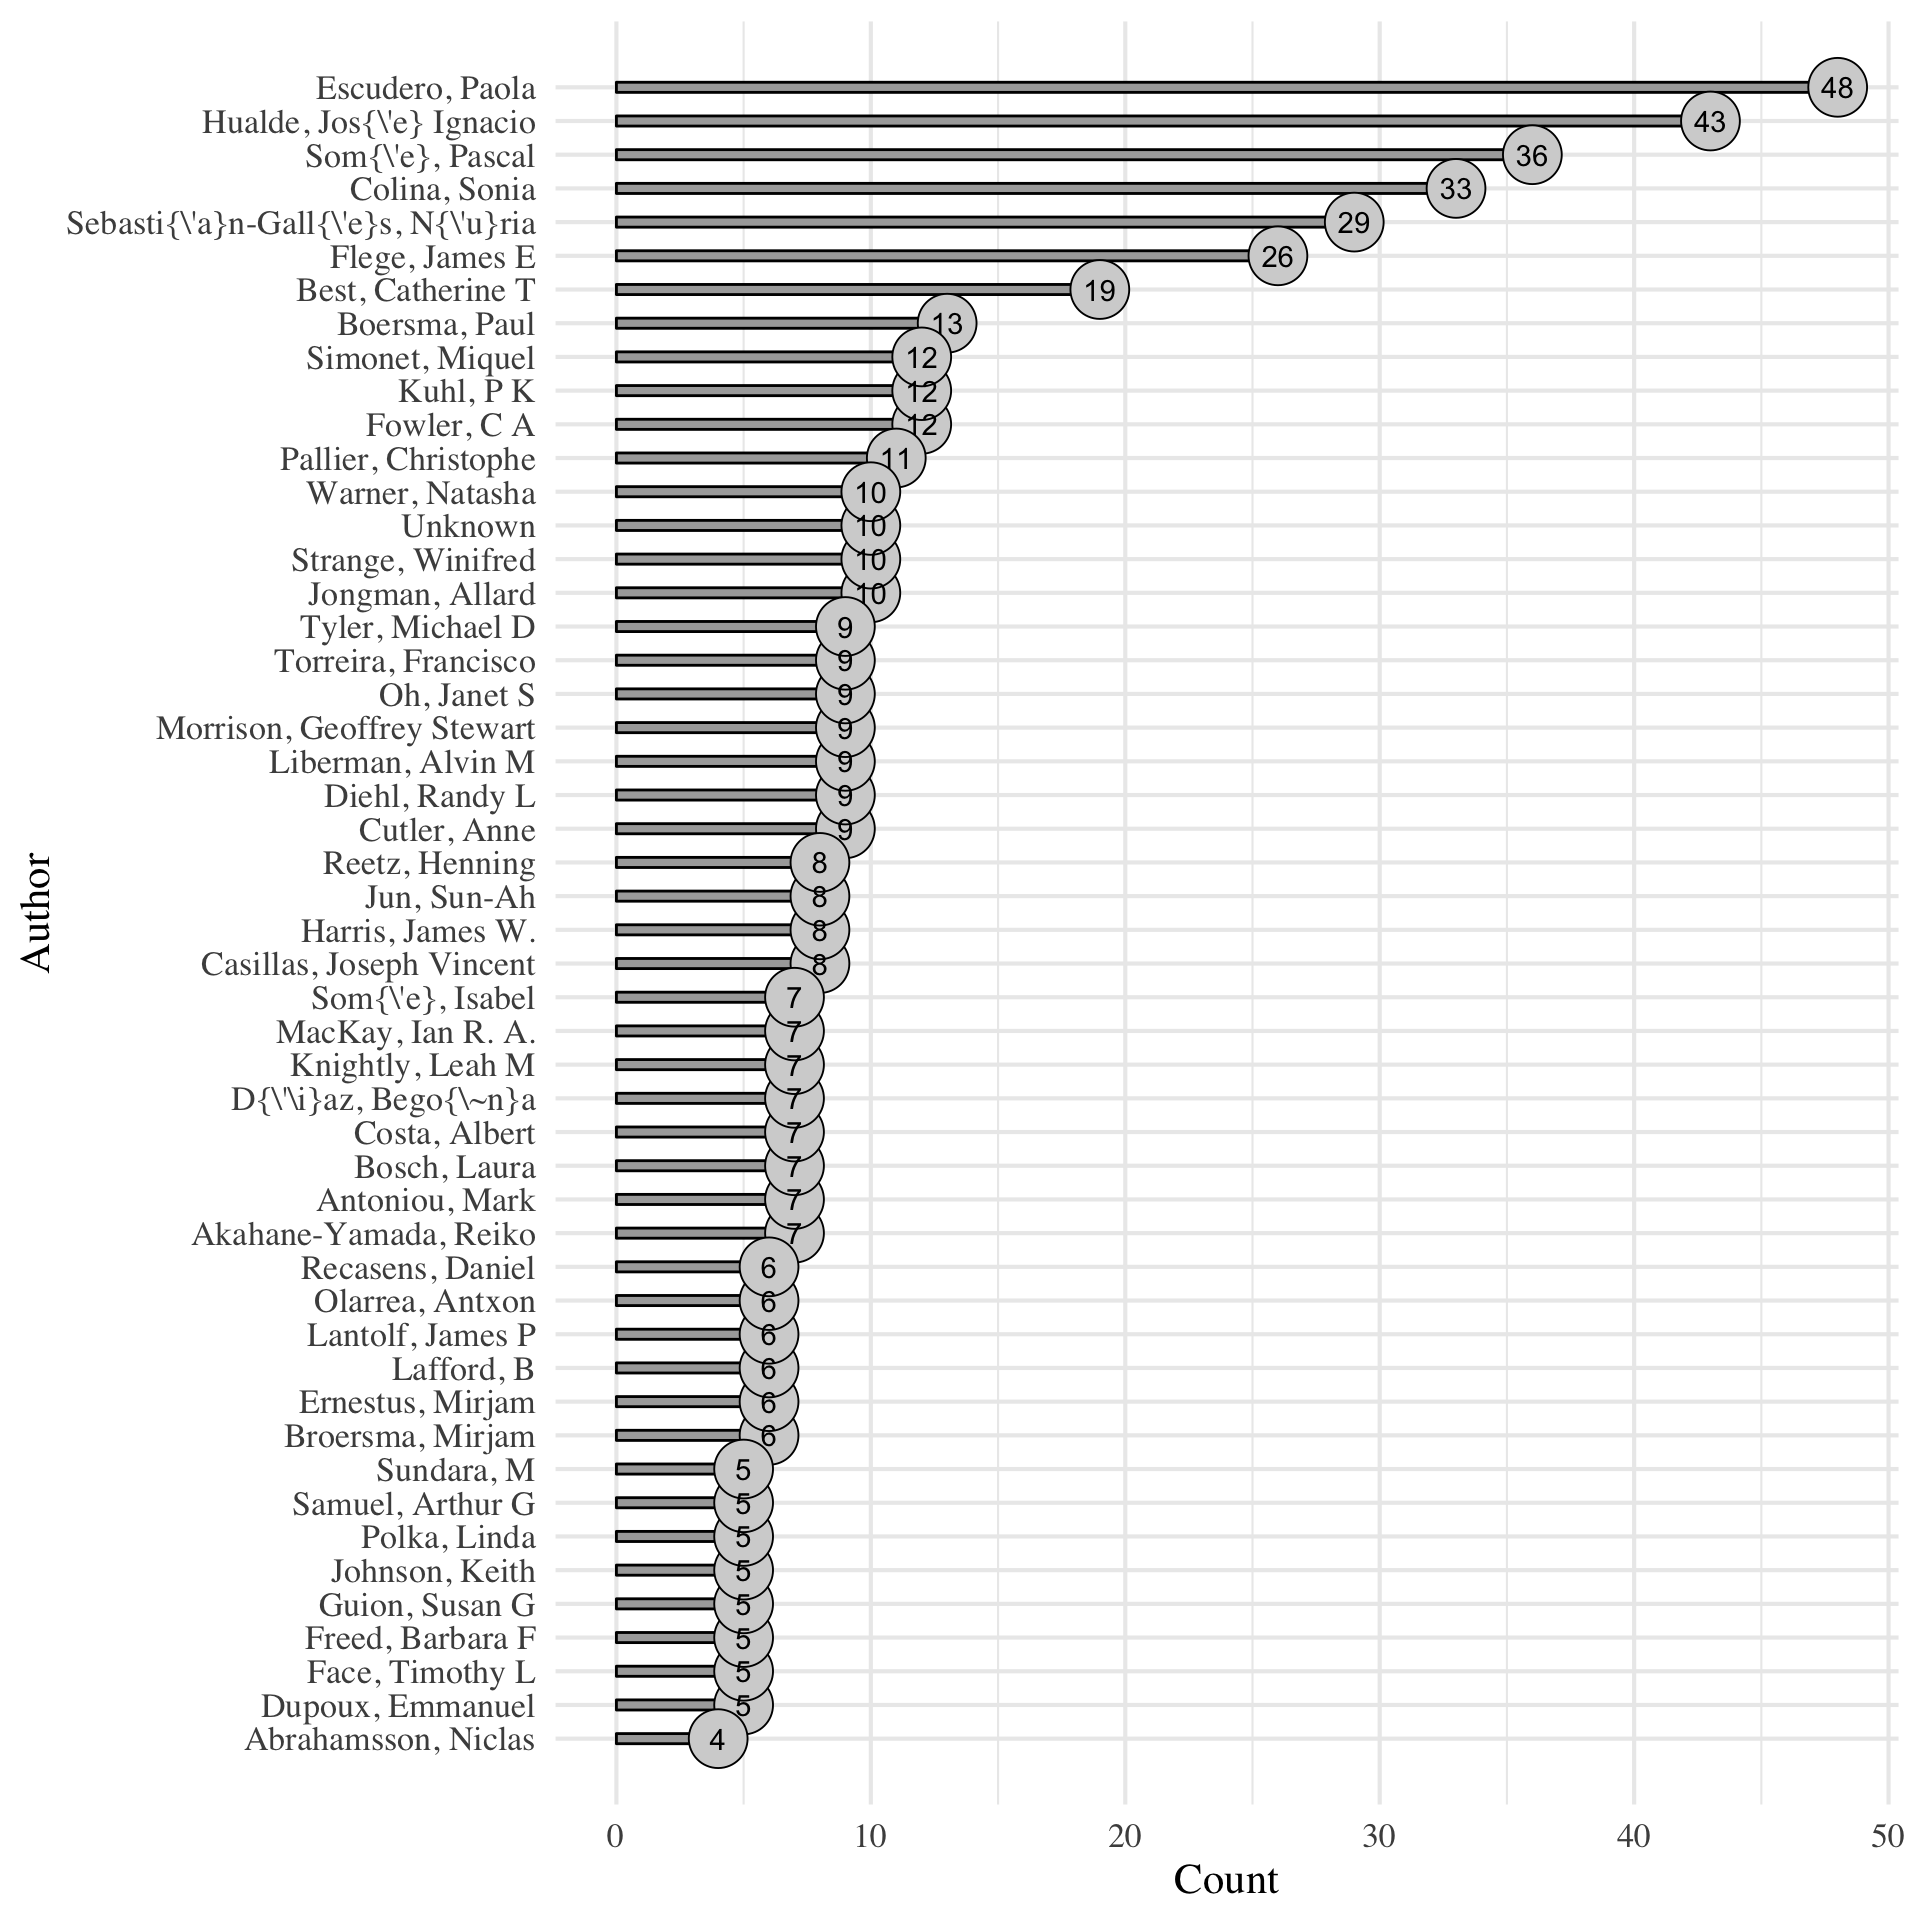 Escudero, Paola 48
Hualde, Jos{\'e} Ignacio 43
Som{\'e}, Pascal 36
Colina, Sonia 33
Sebasti{\'a}n-Gall{\'e}s, N{\'u}ria 29
Flege, James E 26
Best, Catherine T 19
Boersma, Paul 13
Simonet, Miquel 12
Kuhl, P K 12
Fowler, C A 12
Pallier, Christophe 11
Warner, Natasha 10
Unknown 10
Strange, Winifred 10
Jongman, Allard 10
Tyler, Michael D 9
Torreira, Francisco 9
Oh, Janet S 9
Morrison, Geoffrey Stewart 9
Liberman, Alvin M 9
Diehl, Randy L 9
Cutler, Anne 9
Reetz, Henning 8
Jun, Sun-Ah 8
Harris, James W. 8
Casillas, Joseph Vincent 8
Som{\'e}, Isabel 7
MacKay, Ian R. A. 7
Knightly, Leah M 7
D{\'\i}az, Bego{\~n}a 7
Costa, Albert 7
Bosch, Laura 7
Antoniou, Mark 7
Akahane-Yamada, Reiko 7
Recasens, Daniel 6
Olarrea, Antxon 6
Lantolf, James P 6
Lafford, B 6
Ernestus, Mirjam 6
Broersma, Mirjam 6
Sundara, M 5
Samuel, Arthur G 5
Polka, Linda 5
Johnson, Keith 5
Guion, Susan G 5
Freed, Barbara F 5
Face, Timothy L 5
Dupoux, Emmanuel 5
Abrahamsson, Niclas 4
0 10 20 30 40 50
Count
Author